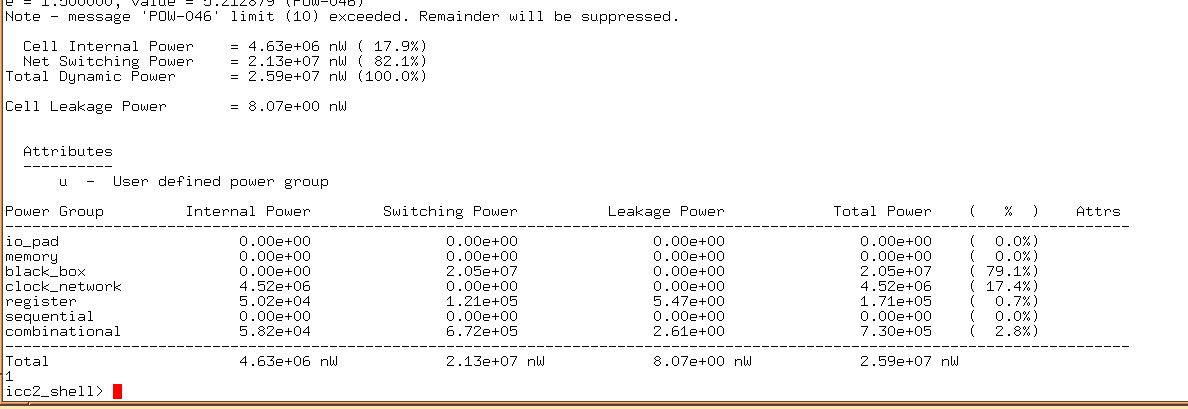 e = 1.500000, value = 5.212879 (POW-046)
Note - message 'POW-046' limit (10) exceeded. Remainder will be suppressed.
Cell Internal Power = 4.63e+06 nW ( 17.9%)
Net Switching Power = 2.13e+07 nW ( 82.1%)
Total Dynamic Power = 2.59e+07 nW (100.0%)
Cell Leakage Power = 8.07e+00 nW
Attributes
----------
u - User defined power group
Power Group Internal Power Switching Power Leakage Power Total Power ( % ) Attrs
--------------------------------------------------------------------------------
io_pad 0.00e+00 0.00e+00 0.00e+00 0.00e+00 ( 0.0%)
memory 0.00e+00 0.00e+00 0.00e+00 0.00e+00 ( 0.0%)
black_box 0.00e+00 2.05e+07 0.00e+00 2.05e+07 ( 79.1%)
clock_network 4.52e+06 0.00e+00 0.00e+00 4.52e+06 ( 17.4%)
register 5.02e+04 1.21e+05 5.47e+00 1.71e+05 ( 0.7%)
sequential 0.00e+00 0.00e+00 0.00e+00 0.00e+00 ( 0.0%)
combinational 5.82e+04 6.72e+05 2.61e+00 7.30e+05 ( 2.8%)
--------------------------------------------------------------------------------
Total 4.63e+06 nW 2.13e+07 nW 8.07e+00 nW 2.59e+07 nW
1
icc2_shell>